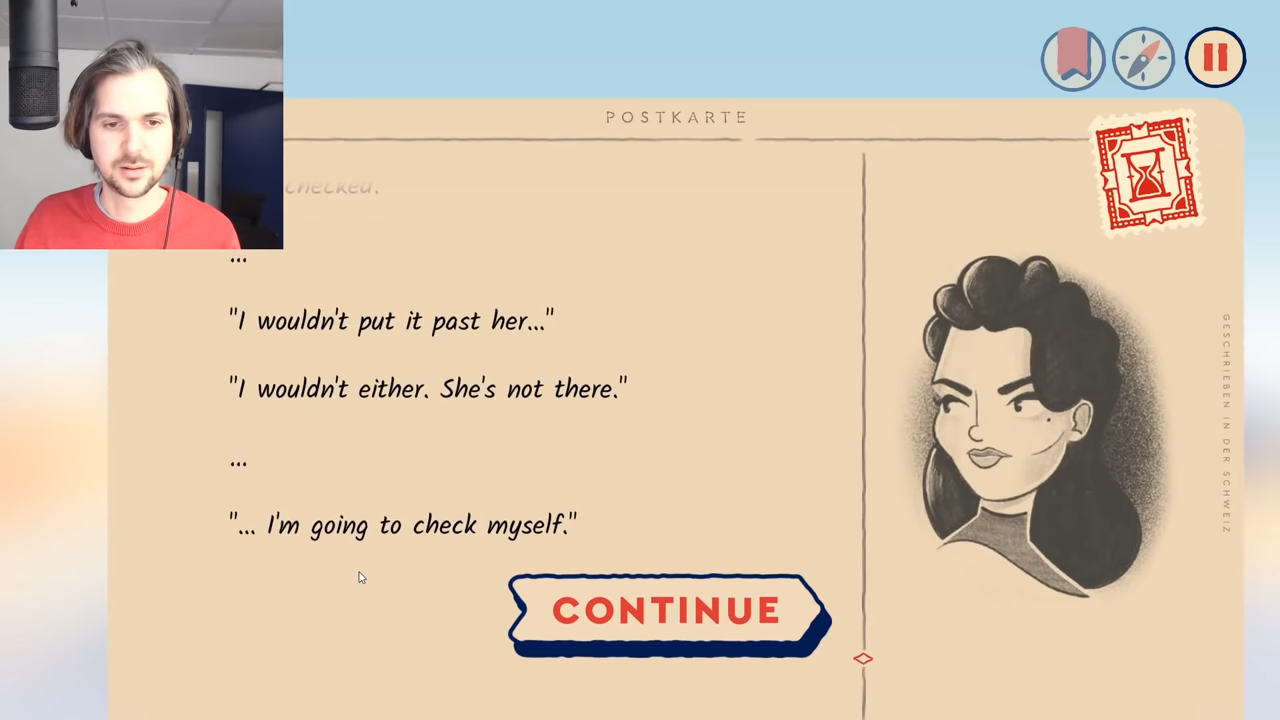 POSTKARTE
checked.
...
"I wouldn't put it past her..."
"I wouldn't either. She's not there."
...
"... I'm going to check myself."
CONTINUE
GESCHRIEBEN IN DER SCHWEIZ